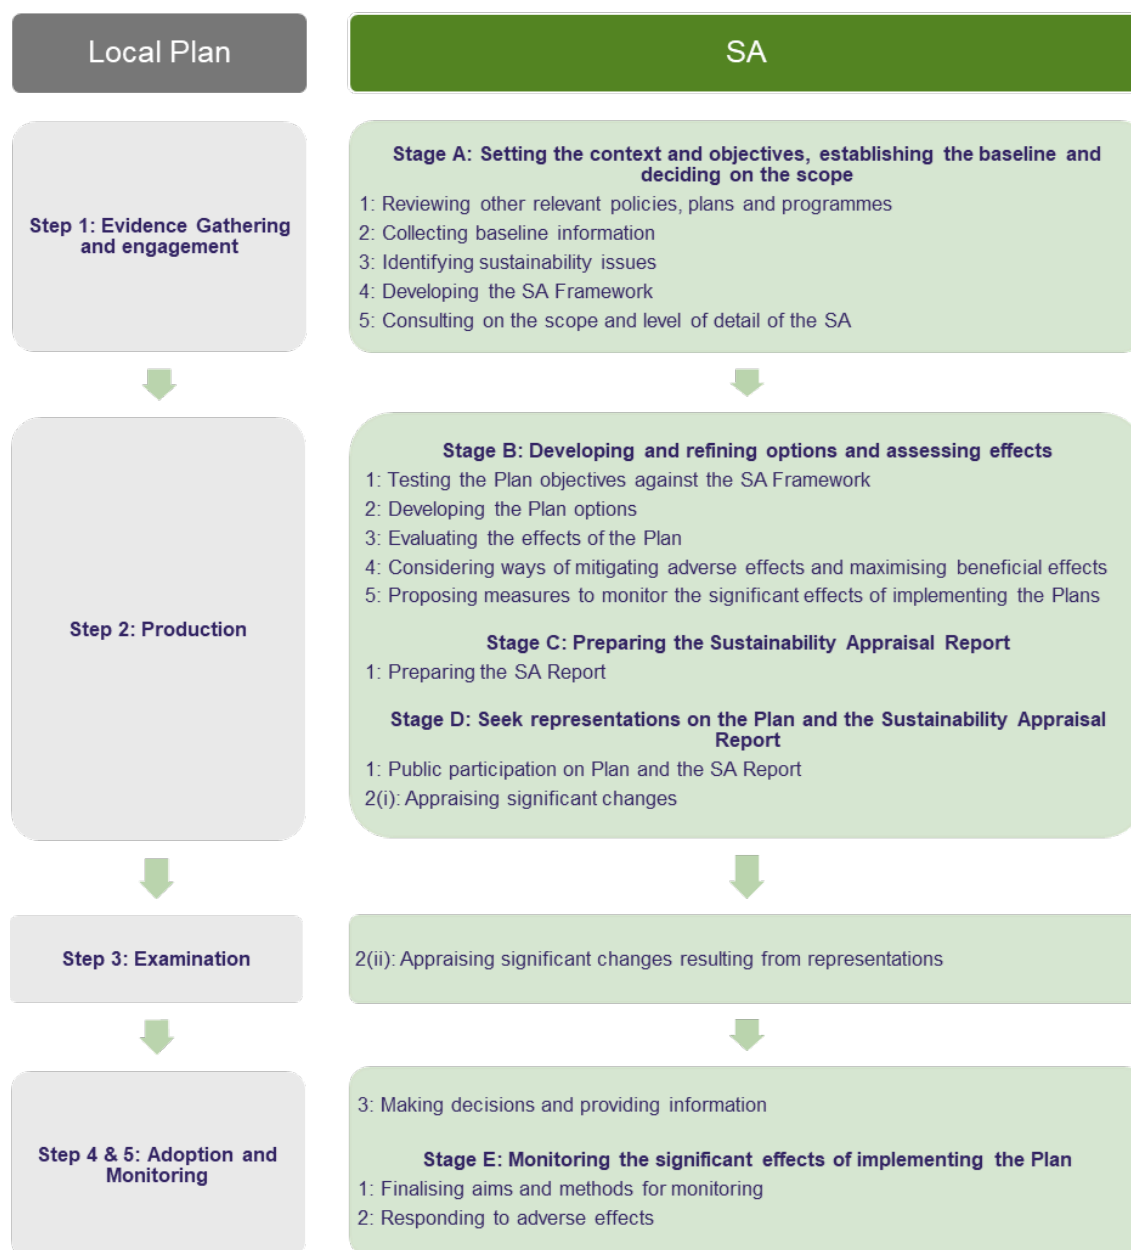 Local Plan
SA
Step 1: Evidence Gathering
and engagement
Stage A: Setting the context and objectives, establishing the baseline and
deciding on the scope
1: Reviewing other relevant policies, plans and programmes
2: Collecting baseline information
3: Identifying sustainability issues
4: Developing the SA Framework
5: Consulting on the scope and level of detail of the SA
Step 2: Production
Stage B: Developing and refining options and assessing effects
1: Testing the Plan objectives against the SA Framework
2: Developing the Plan options
3: Evaluating the effects of the Plan
4: Considering ways of mitigating adverse effects and maximising beneficial effects
5: Proposing measures to monitor the significant effects of implementing the Plans
Stage C: Preparing the Sustainability Appraisal Report
1: Preparing the SA Report
Stage D: Seek representations on the Plan and the Sustainability Appraisal
Report
1: Public participation on Plan and the SA Report
2(i): Appraising significant changes
Step 3: Examination
2(ii): Appraising significant changes resulting from representations
Step 4 & 5: Adoption and
Monitoring
3: Making decisions and providing information
Stage E: Monitoring the significant effects of implementing the Plan
1: Finalising aims and methods for monitoring
2: Responding to adverse effects